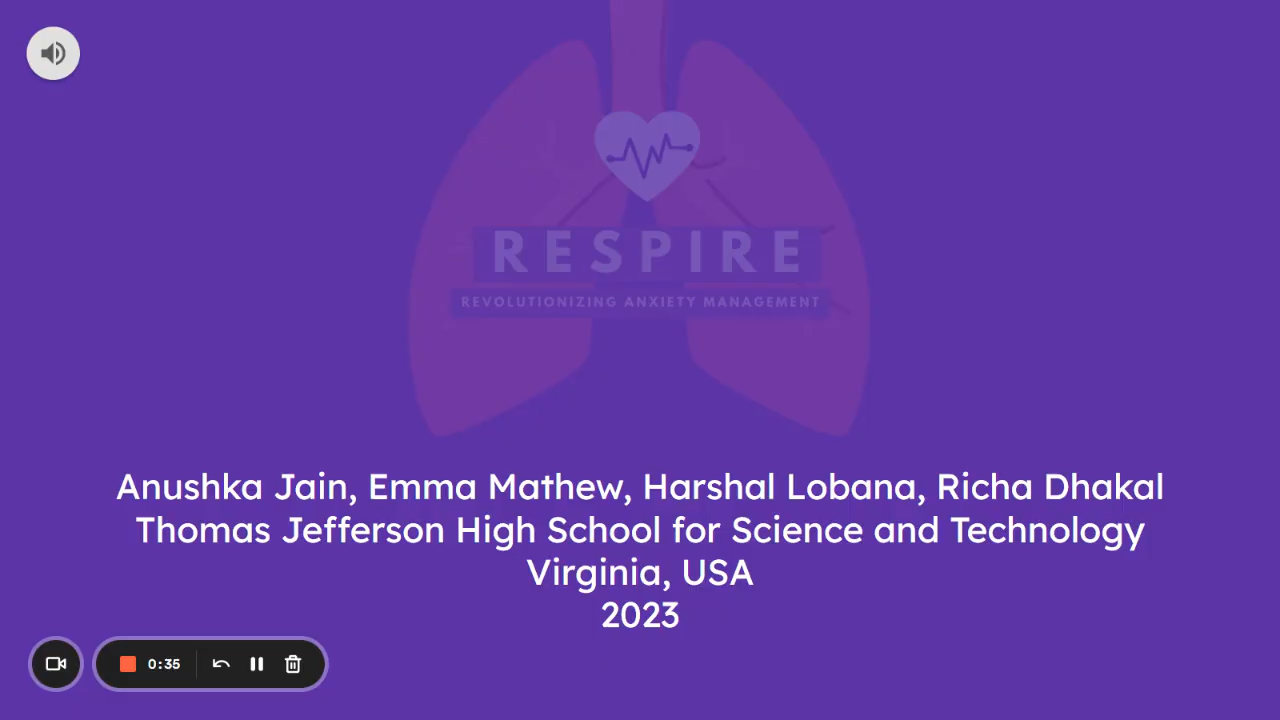 RESPIRE
REVOLUTIONIZING ANXIETY MANAGEMENT
Anushka Jain, Emma Mathew, Harshal Lobana, Richa Dhakal
Thomas Jefferson High School for Science and Technology
Virginia, USA
2023
0:35